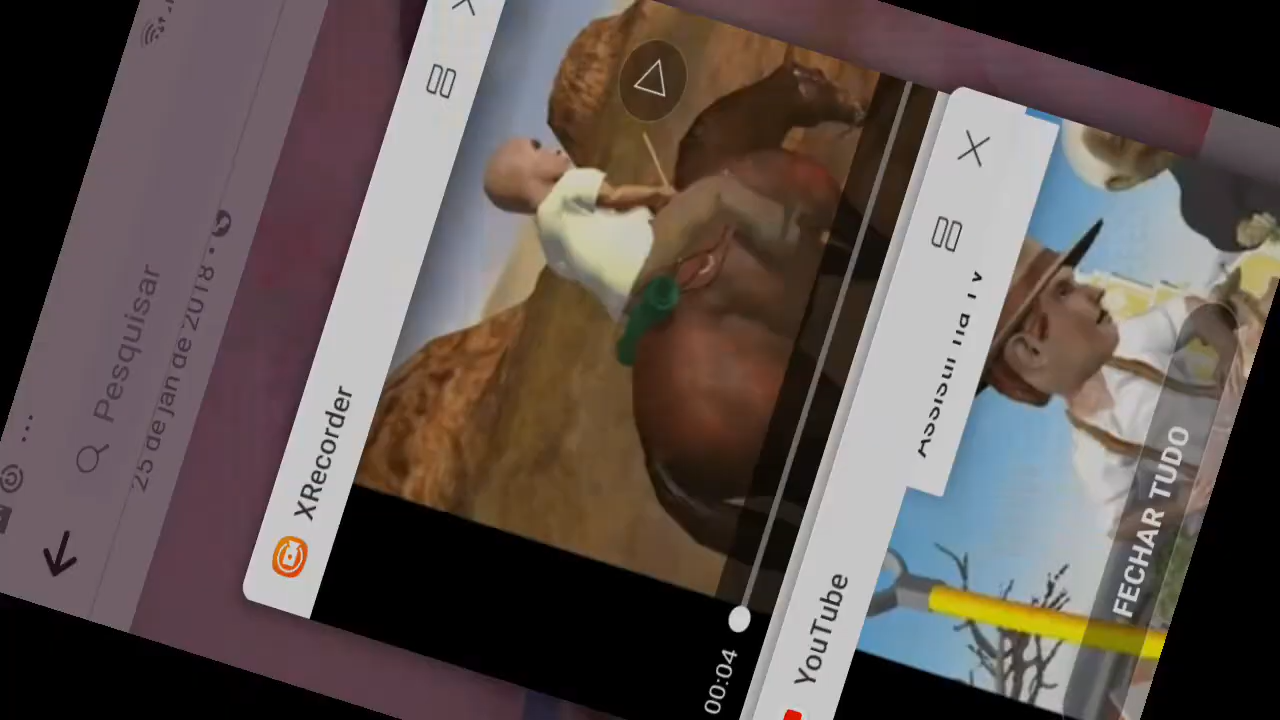 Pesquisar
25 de jan de 2018 •
XRecorder
00:04
YouTube
FECHAR TUDO